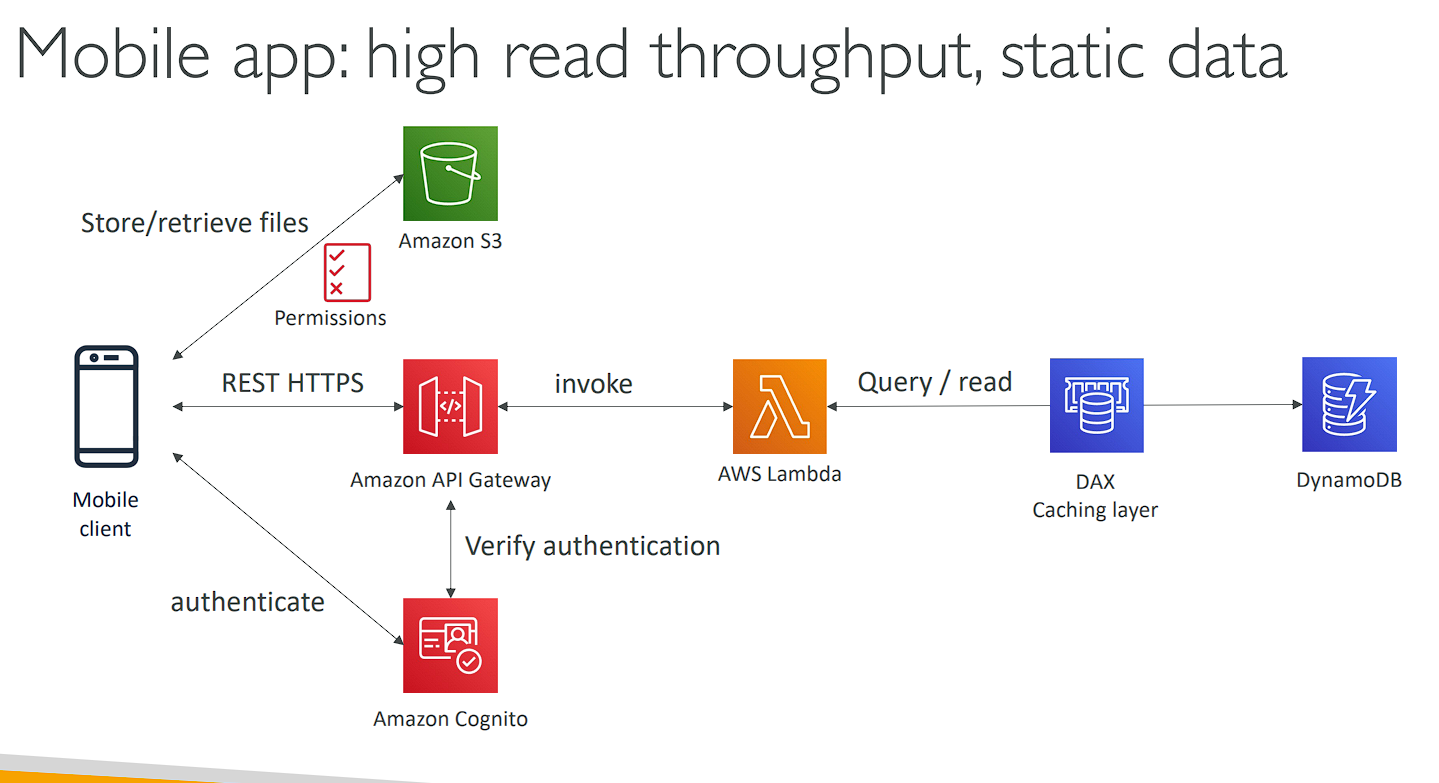 Mobile app: high read throughput, static data
Amazon S3
Store/retrieve files
Permissions
REST HTTPS
invoke
Query / read
Mobile
client
Amazon API Gateway
AWS Lambda
DAX
Caching layer
DynamoDB
Verify authentication
authenticate
Amazon Cognito